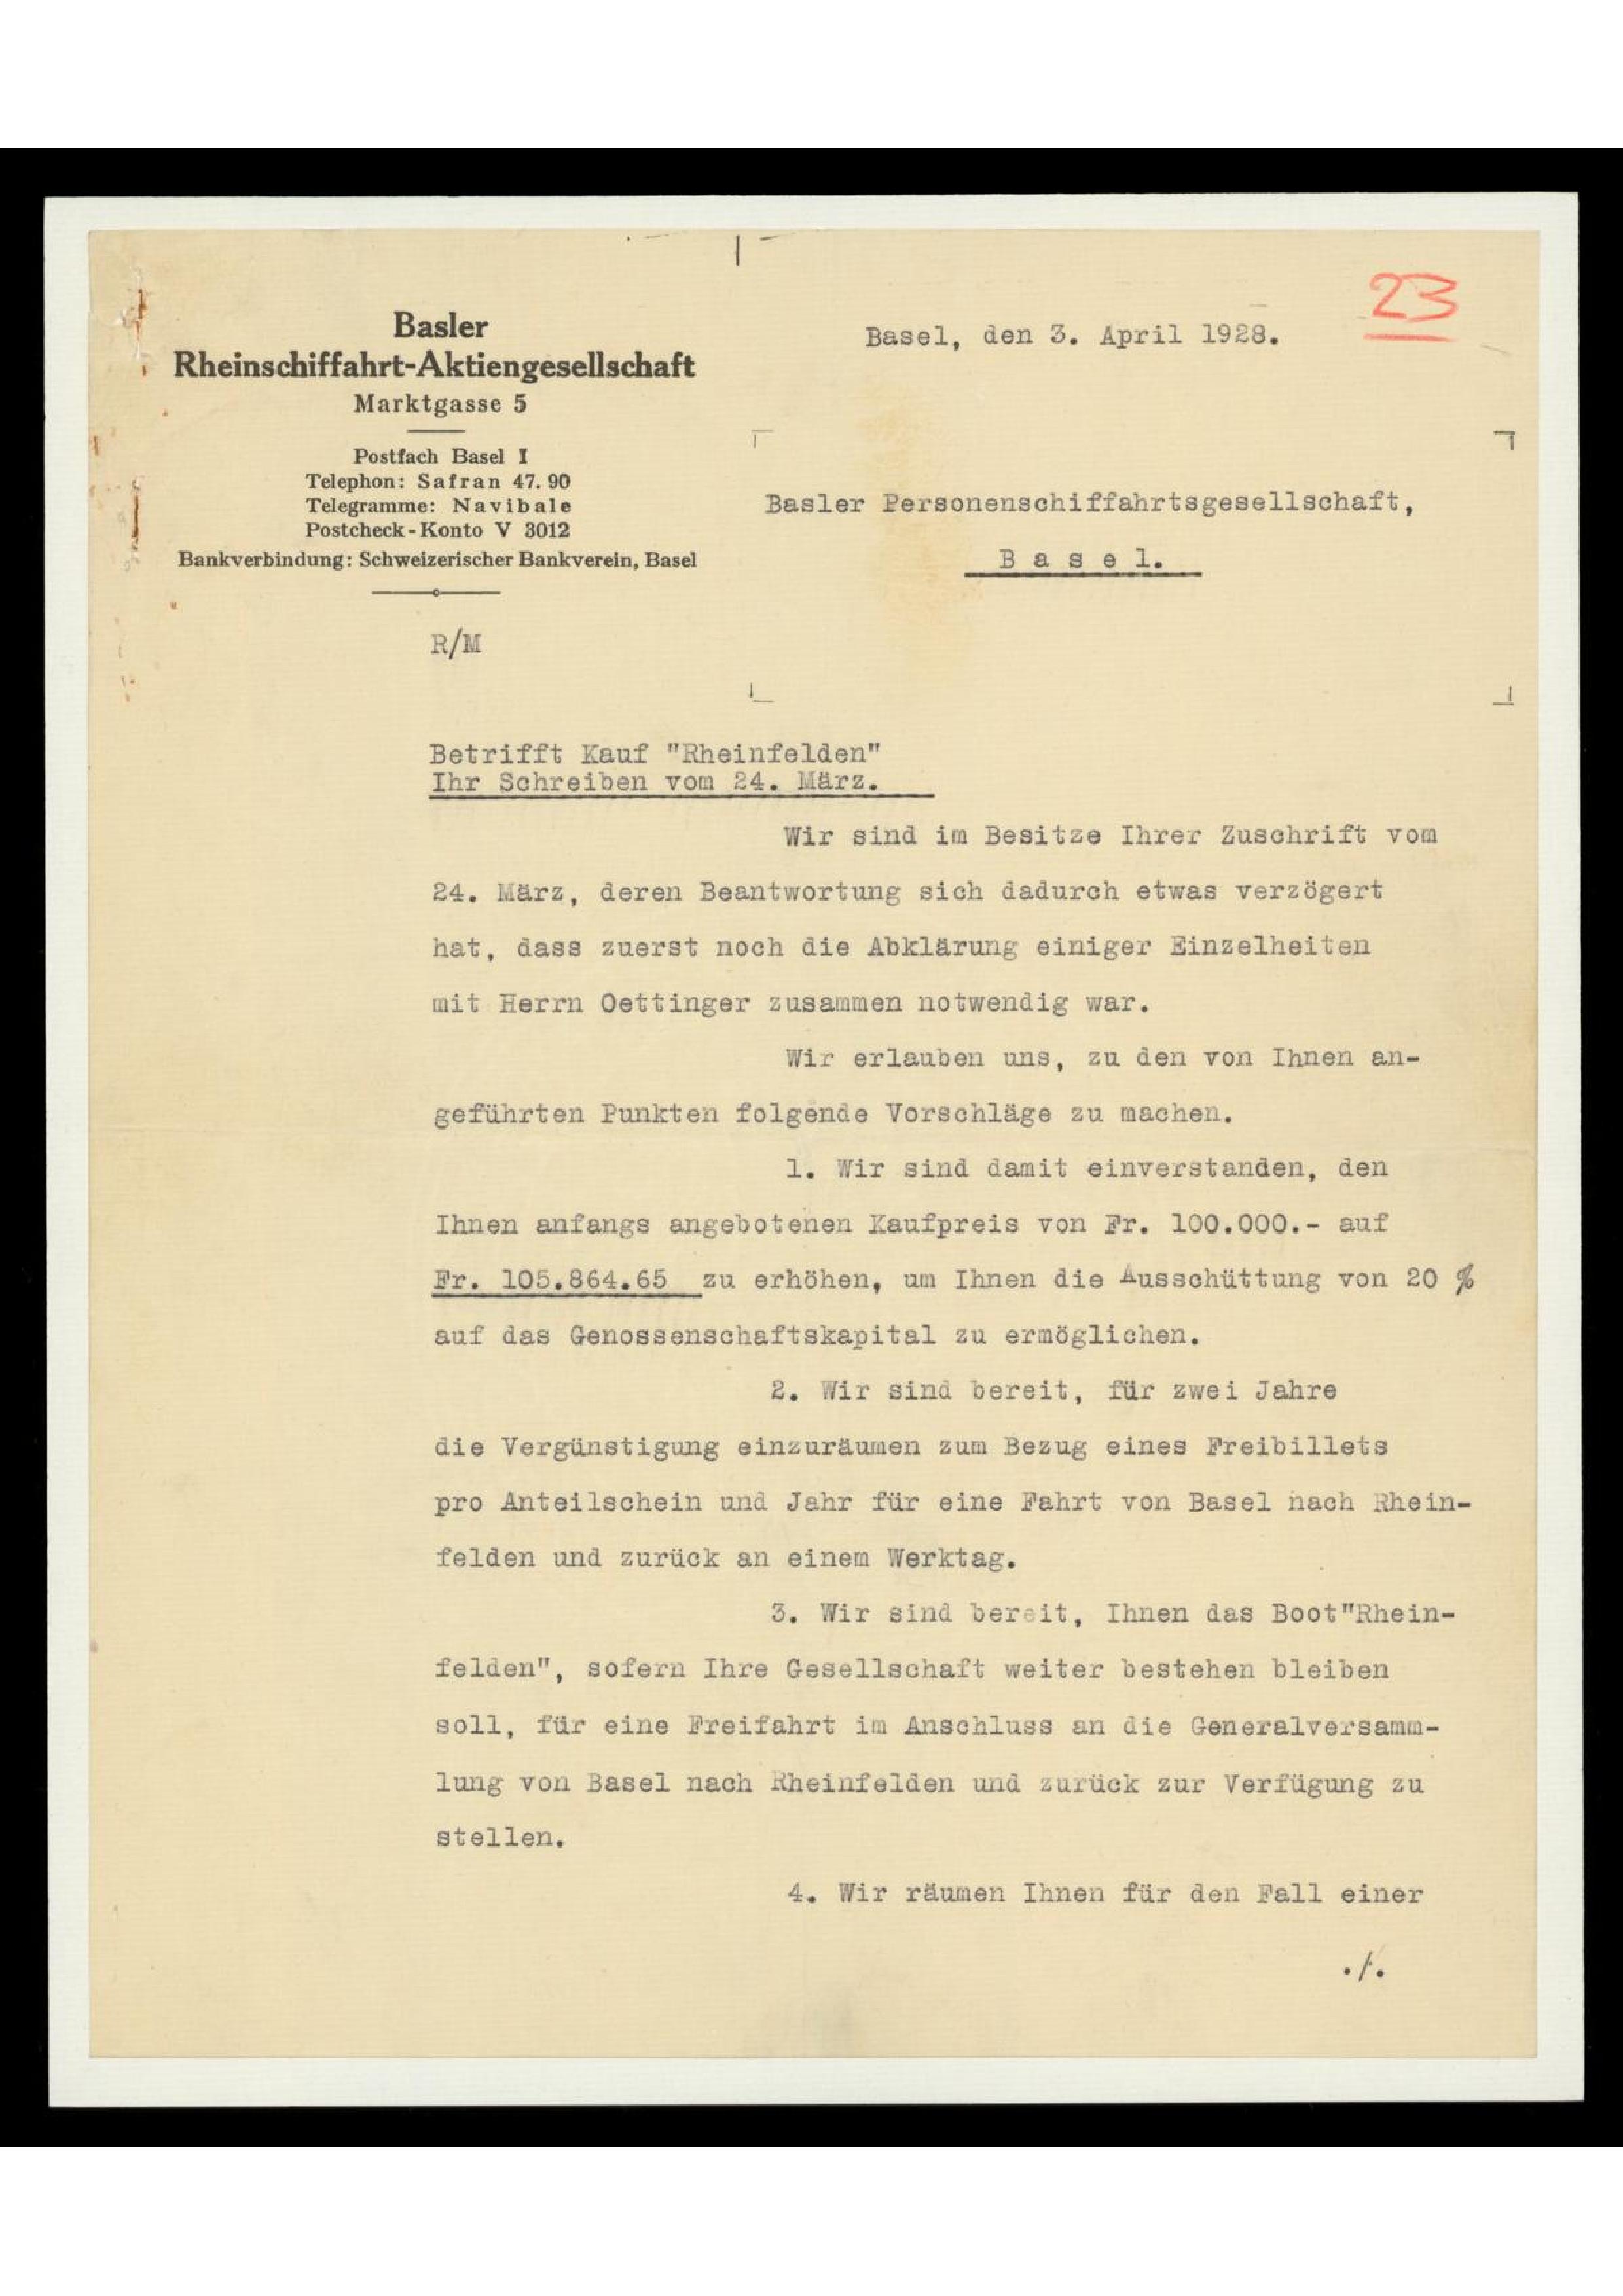 23
Basler
Rheinschiffahrt-Aktiengesellschaft
Marktgasse 5
Postfach Basel I
Telephon: Safran 47.90
Telegramme: Navibale
Postcheck-Konto V 3012
Bankverbindung: Schweizerischer Bankverein, Basel
Basel, den 3. April 1928.
Basler Personenschiffahrtsgesellschaft,
B a s e l.
R/M
Betrifft Kauf "Rheinfelden"
Ihr Schreiben vom 24. März.
Wir sind im Besitze Ihrer Zuschrift vom
24. März, deren Beantwortung sich dadurch etwas verzögert
hat, dass zuerst noch die Abklärung einiger Einzelheiten
mit Herrn Oettinger zusammen notwendig war.
Wir erlauben uns, zu den von Ihnen an-
geführten Punkten folgende Vorschläge zu machen.
1. Wir sind damit einverstanden, den
Ihnen anfangs angebotenen Kaufpreis von Fr. 100.000.- auf
Fr. 105.864.65 zu erhöhen, um Ihnen die Ausschüttung von 20 %
auf das Genossenschaftskapital zu ermöglichen.
2. Wir sind bereit, für zwei Jahre
die Vergünstigung einzuräumen zum Bezug eines Freibillets
pro Anteilschein und Jahr für eine Fahrt von Basel nach Rhein-
felden und zurück an einem Werktag.
3. Wir sind bereit, Ihnen das Boot"Rhein-
felden", sofern Ihre Gesellschaft weiter bestehen bleiben
soll, für eine Freifahrt im Anschluss an die Generalversamm-
lung von Basel nach Rheinfelden und zurück zur Verfügung zu
stellen.
4. Wir räumen Ihnen für den Fall einer
./.